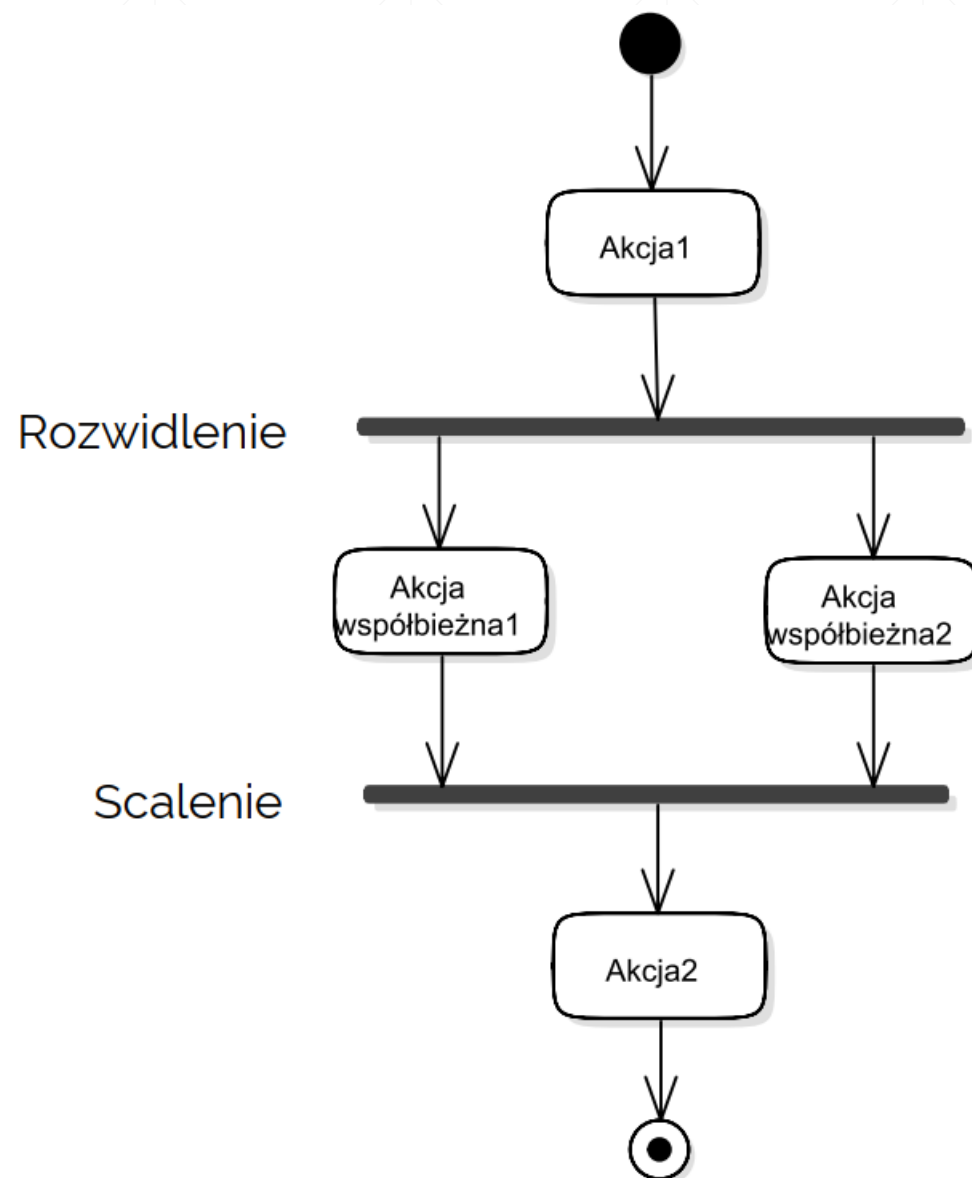 Akcja1
Rozwidlenie
Akcja
współbieżna1
Akcja
współbieżna2
Scalenie
Akcja2